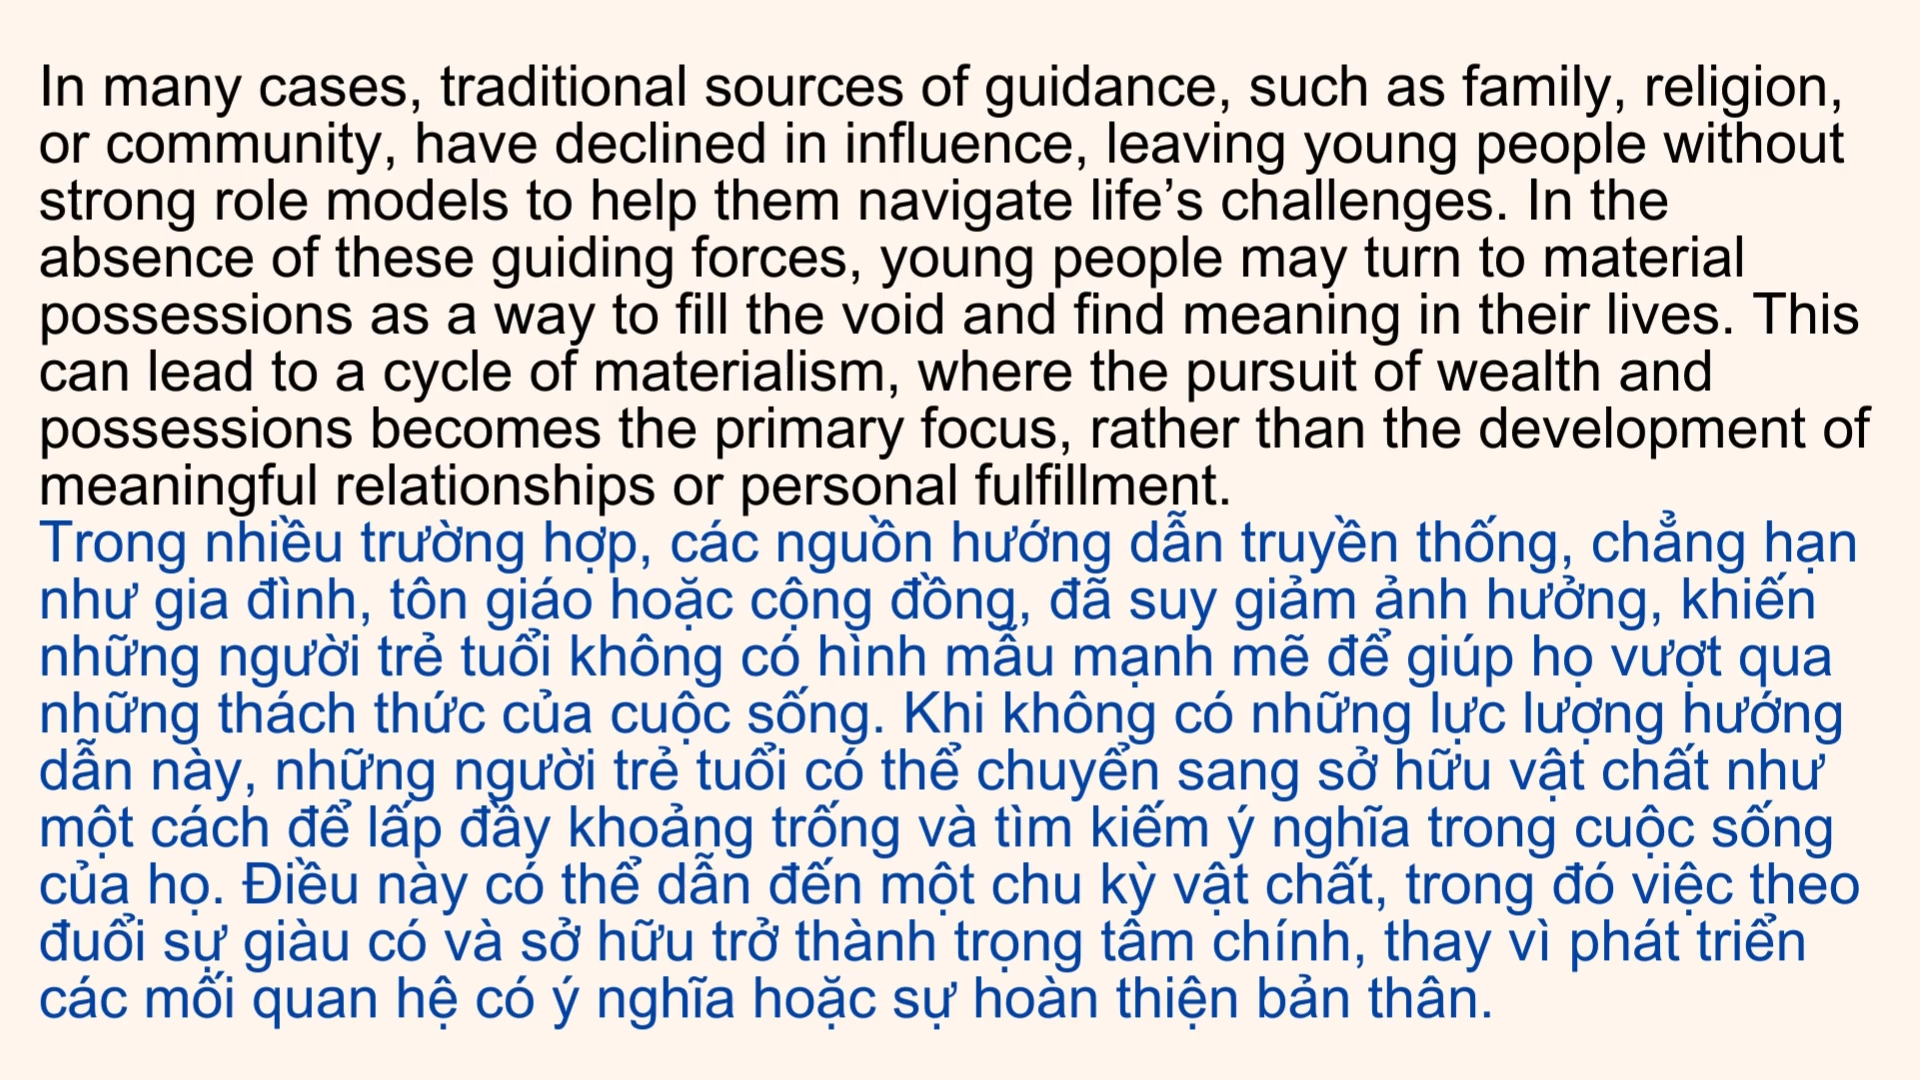 In many cases, traditional sources of guidance, such as family, religion,
or community, have declined in influence, leaving young people without
strong role models to help them navigate life’s challenges. In the
absence of these guiding forces, young people may turn to material
possessions as a way to fill the void and find meaning in their lives. This
can lead to a cycle of materialism, where the pursuit of wealth and
possessions becomes the primary focus, rather than the development of
meaningful relationships or personal fulfillment.
Trong nhiều trường hợp, các nguồn hướng dẫn truyền thống, chẳng hạn
như gia đình, tôn giáo hoặc cộng đồng, đã suy giảm ảnh hưởng, khiến
những người trẻ tuổi không có hình mẫu mạnh mẽ để giúp họ vượt qua
những thách thức của cuộc sống. Khi không có những lực lượng hướng
dẫn này, những người trẻ tuổi có thể chuyển sang sở hữu vật chất như
một cách để lấp đầy khoảng trống và tìm kiếm ý nghĩa trong cuộc sống
của họ. Điều này có thể dẫn đến một chu kỳ vật chất, trong đó việc theo
đuổi sự giàu có và sở hữu trở thành trọng tâm chính, thay vì phát triển
các mối quan hệ có ý nghĩa hoặc sự hoàn thiện bản thân.